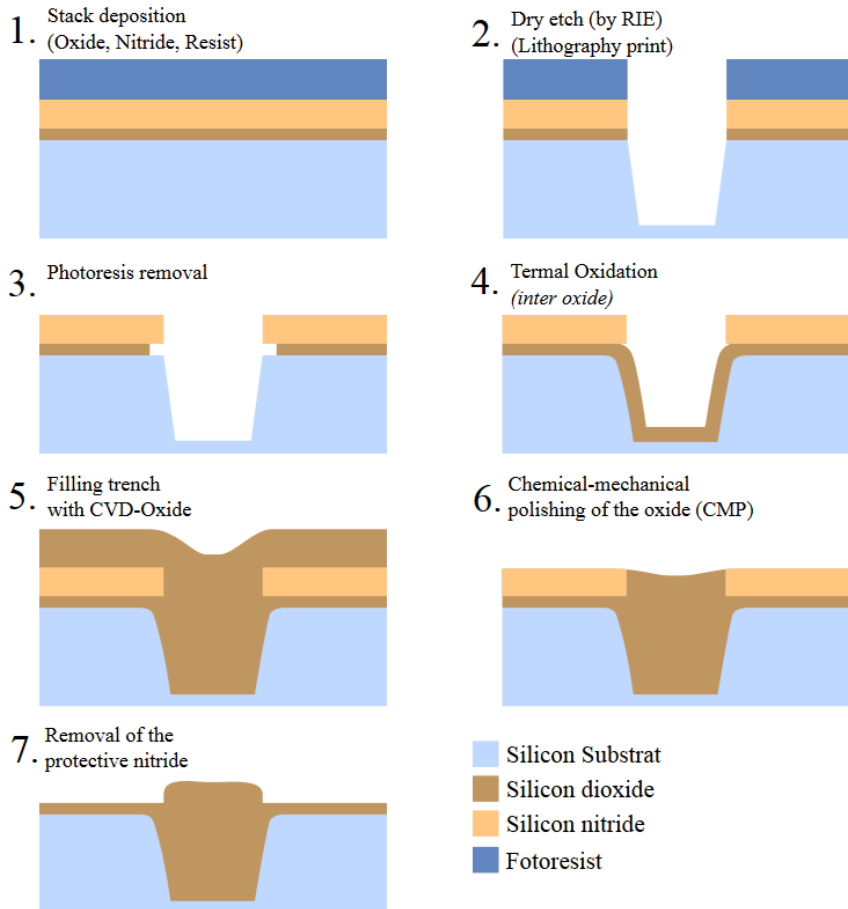 1. Stack deposition
(Oxide, Nitride, Resist)
2. Dry etch (by RIE)
(Lithography print)
3. Photoresis removal
4. Termal Oxidation
(inter oxide)
5. Filling trench
with CVD-Oxide
6. Chemical-mechanical
polishing of the oxide (CMP)
7. Removal of the
protective nitride
Silicon Substrat
Silicon dioxide
Silicon nitride
Fotoresist